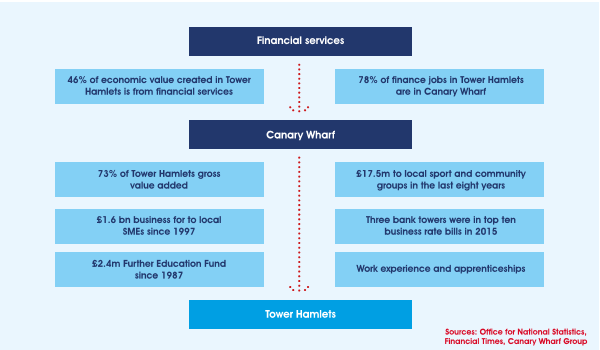 Financial services
46% of economic value created in Tower
Hamlets is from financial services
78% of finance jobs in Tower Hamlets
are in Canary Wharf
Canary Wharf
73% of Tower Hamlets gross
value added
£17.5m to local sport and community
groups in the last eight years
£1.6 bn business for to local
SMEs since 1997
Three bank towers were in top ten
business rate bills in 2015
£2.4m Further Education Fund
since 1987
Work experience and apprenticeships
Tower Hamlets
Sources: Office for National Statistics,
Financial Times, Canary Wharf Group